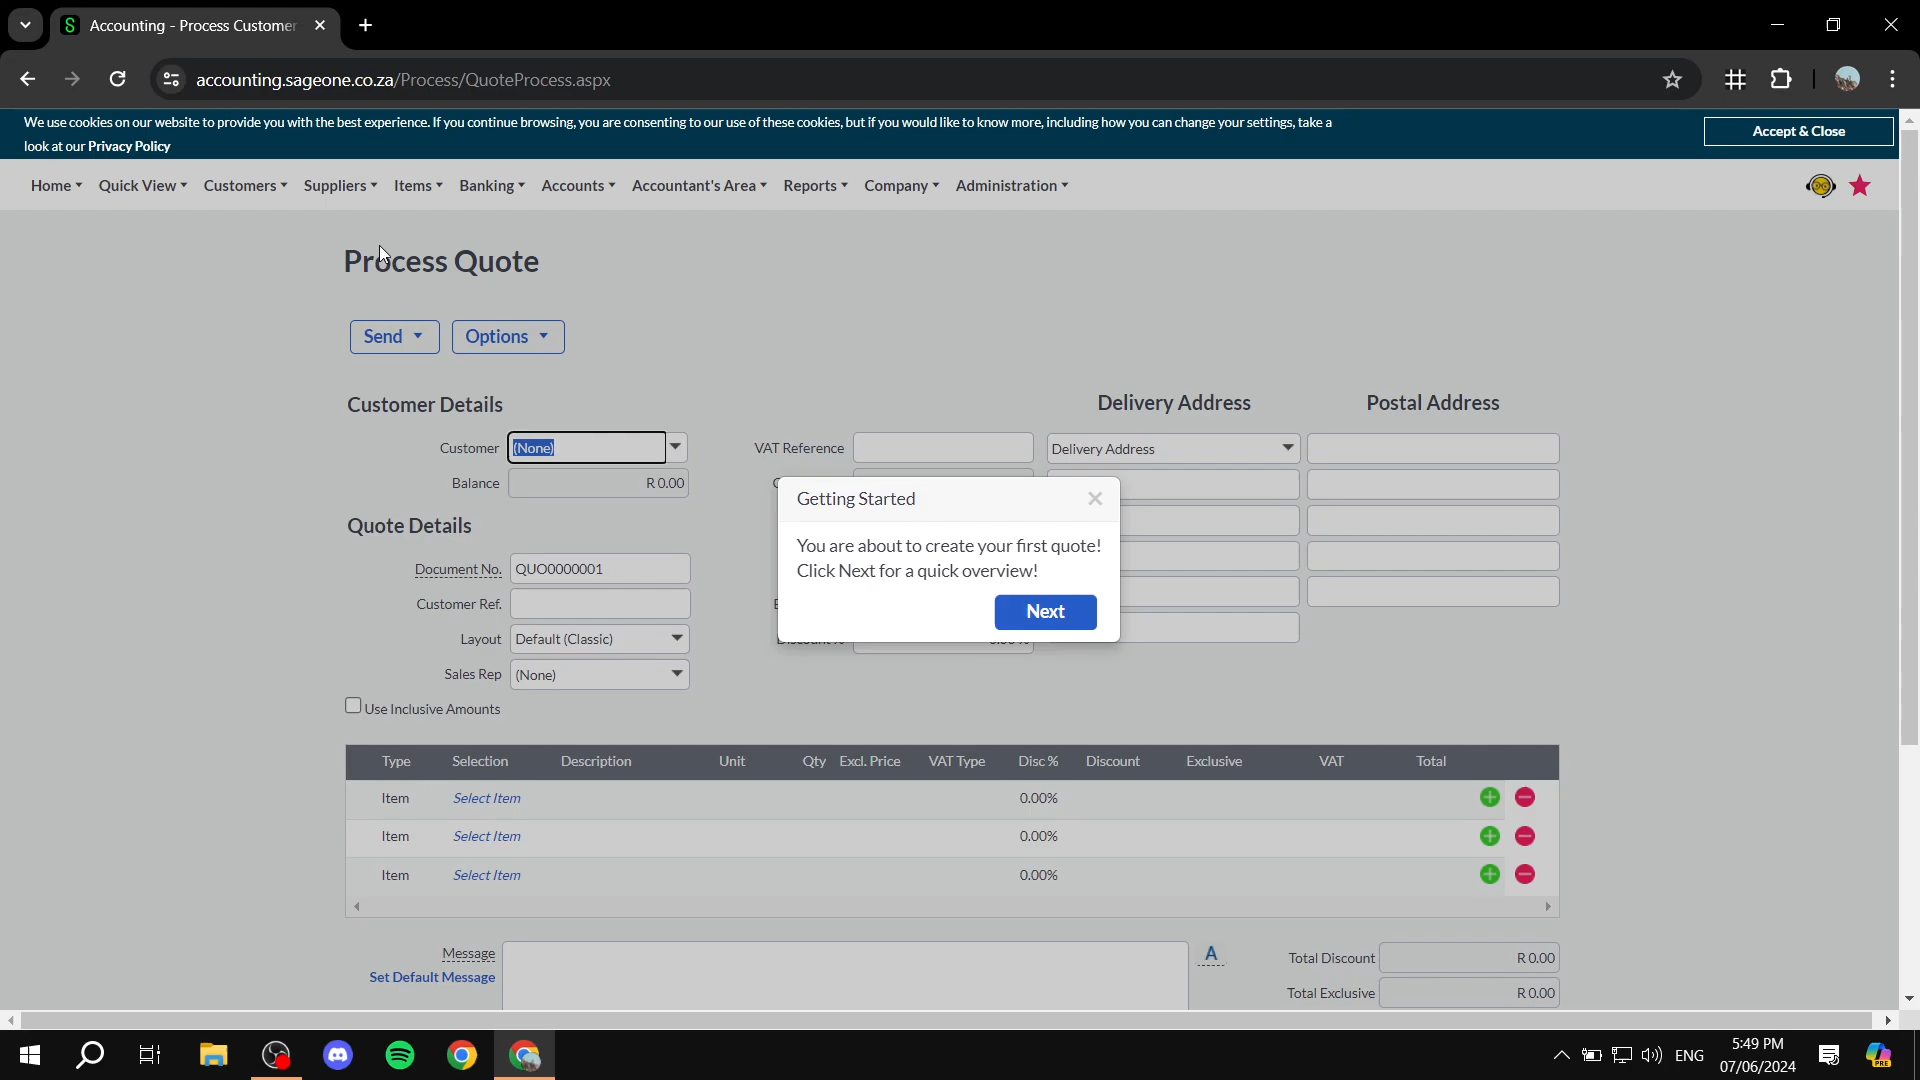 Accounting - Process Customer
accounting.sageone.co.za/Process/QuoteProcess.aspx
We use cookies on our website to provide you with the best experience. If you continue browsing, you are consenting to our use of these cookies, but if you would like to know more, including how you can change your settings, take a
look at our Privacy Policy
Accept & Close
Home Quick View Customers Suppliers Items Banking Accounts Accountant's Area Reports Company Administration
Process Quote
Send Options
Customer Details
Delivery Address Postal Address
Customer (None) VAT Reference Delivery Address
Balance R 0.00
Getting Started
Quote Details
You are about to create your first quote!
Click Next for a quick overview!
Document No. QUO0000001
Customer Ref.
Next
Layout Default (Classic)
Sales Rep (None)
Use Inclusive Amounts
Type Selection Description Unit Qty Excl. Price VAT Type Disc % Discount Exclusive VAT Total
Item Select Item 0.00%
Item Select Item 0.00%
Item Select Item 0.00%
Message A Total Discount R 0.00
Set Default Message
Total Exclusive R 0.00
ENG
5:49 PM
07/06/2024
PRE